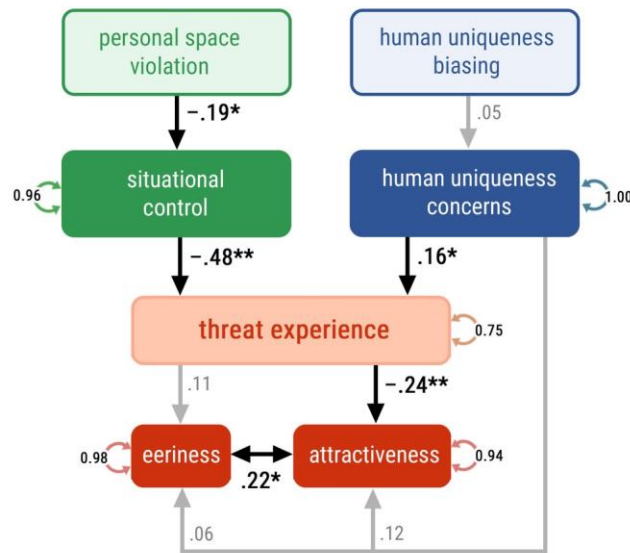 personal space
violation
human uniqueness
biasing
–.19*
.05
situational
control
0.96
human uniqueness
concerns
1.00
–.48**
.16*
threat experience
0.75
.11
–.24**
0.98
eeriness
.22*
attractiveness
0.94
.06
.12